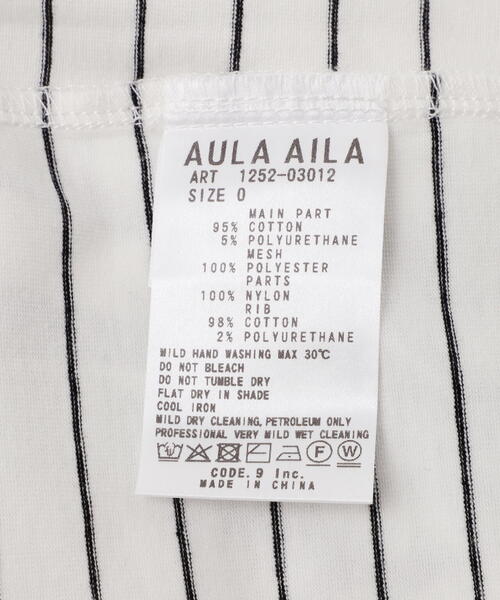 AULA AILA
ART 1252-03012
SIZE 0
MAIN PART
95% COTTON
5% POLYURETHANE
MESH
100% POLYESTER
PARTS
100% NYLON
RIB
98% COTTON
2% POLYURETHANE
MILD HAND WASHING MAX 30℃
DO NOT BLEACH
DO NOT TUMBLE DRY
FLAT DRY IN SHADE
COOL IRON
MILD DRY CLEANING, PETROLEUM ONLY
PROFESSIONAL VERY MILD WET CLEANING
F W
CODE. 9 Inc.
MADE IN CHINA